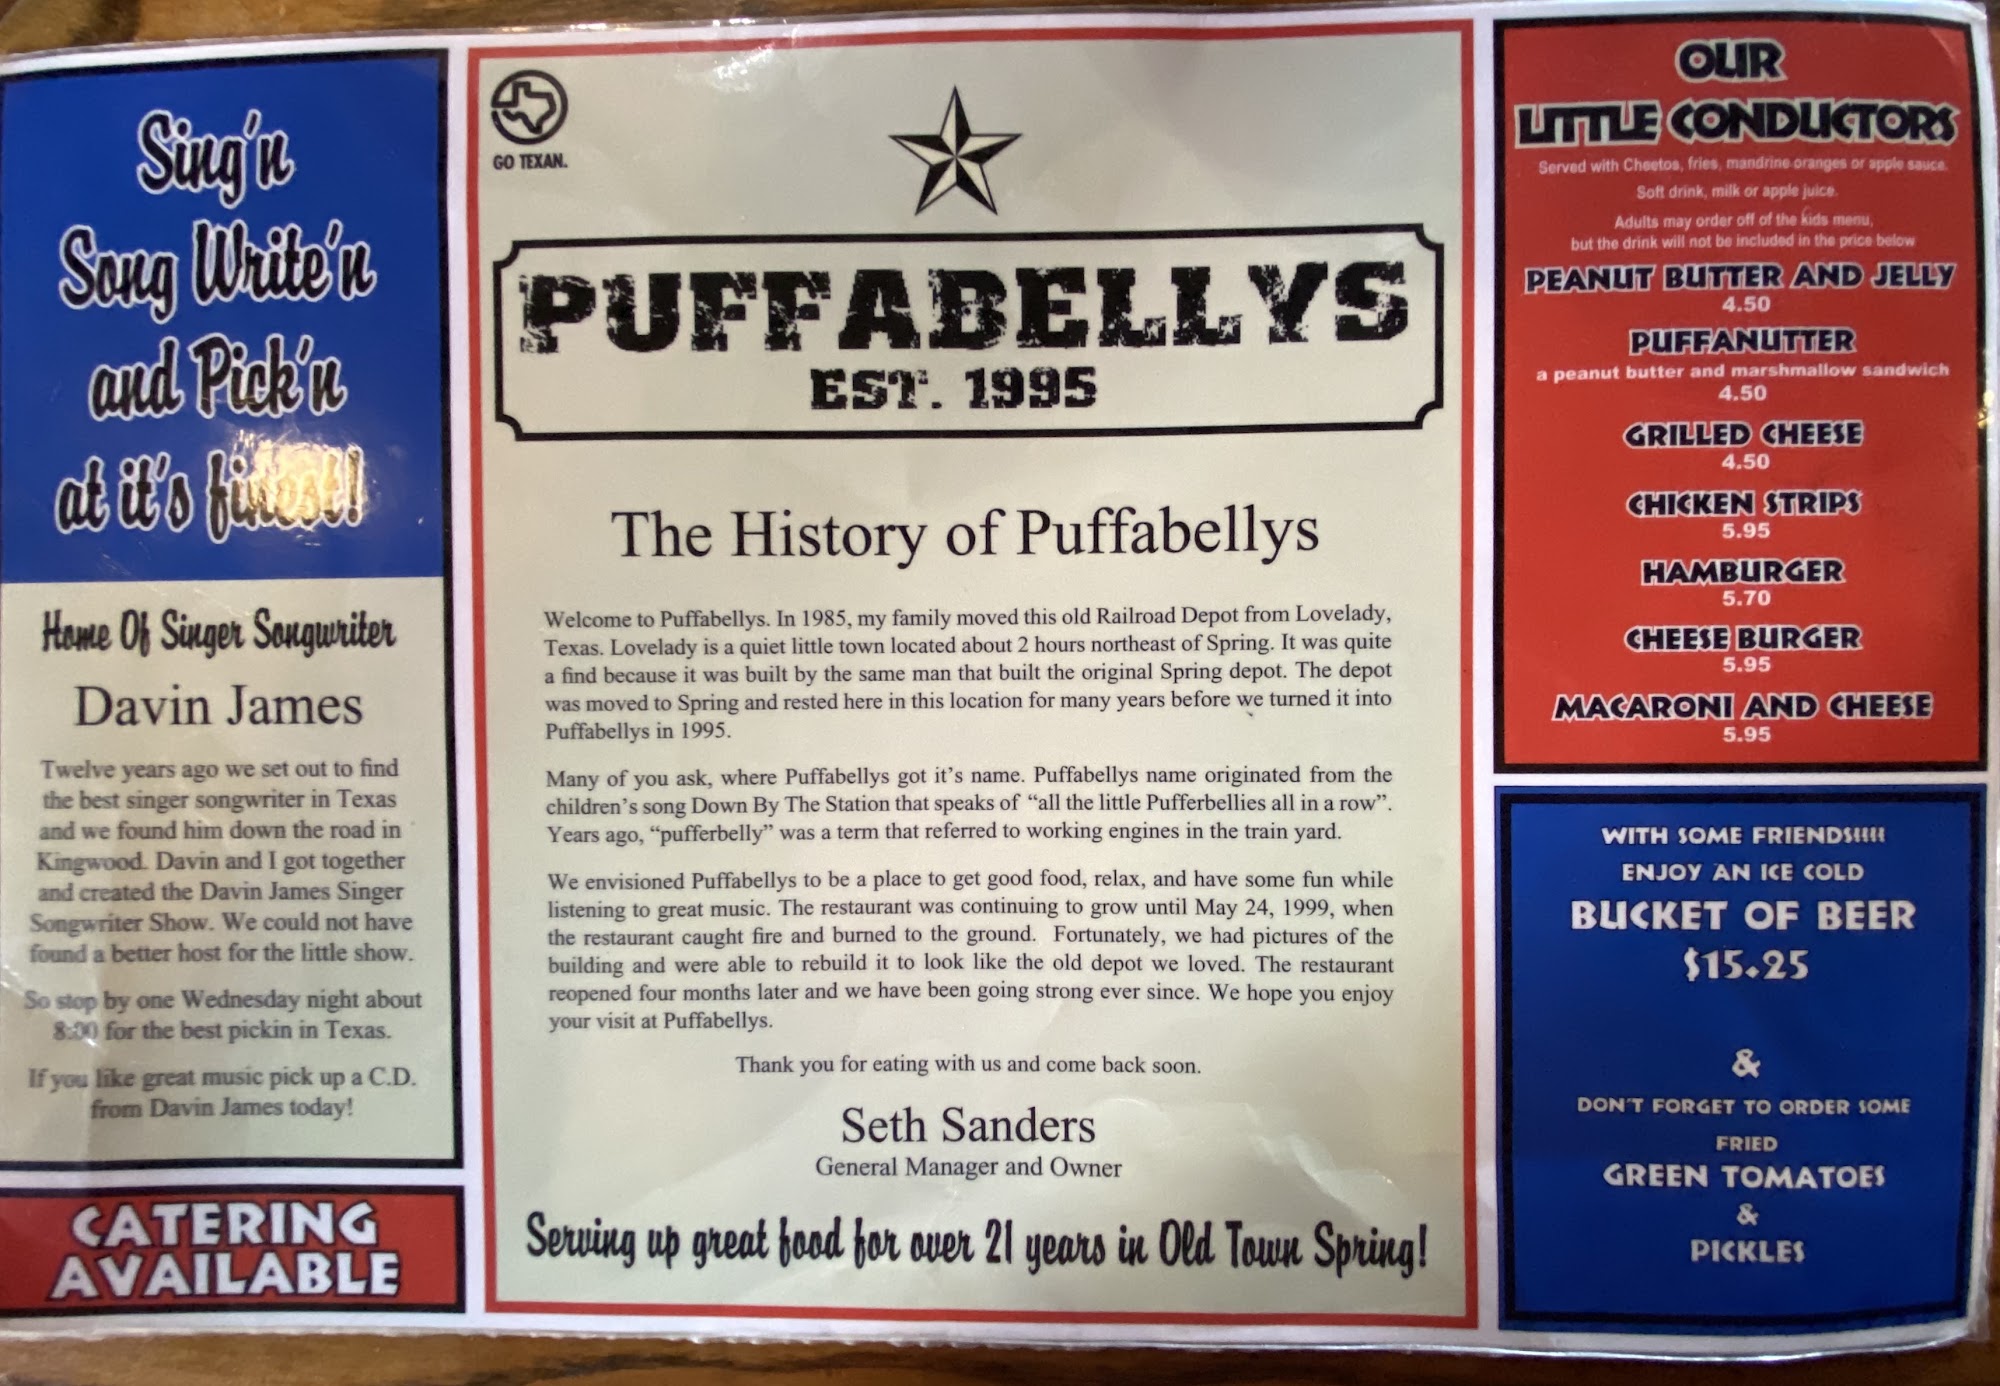 Sing'n
Song Write'n
and Pick'n
at it's finest!
Home Of Singer Songwriter
Davin James
Twelve years ago we set out to find
the best singer songwriter in Texas
and we found him down the road in
Kingwood. Davin and I got together
and created the Davin James Singer
Songwriter Show. We could not have
found a better host for the little show.
So stop by one Wednesday night about
8:00 for the best pickin in Texas.
If you like great music pick up a C.D.
from Davin James today!
CATERING
AVAILABLE
GO TEXAN.
PUFFABELLYS
EST. 1995
The History of Puffabellys
Welcome to Puffabellys. In 1985, my family moved this old Railroad Depot from Lovelady,
Texas. Lovelady is a quiet little town located about 2 hours northeast of Spring. It was quite
a find because it was built by the same man that built the original Spring depot. The depot
was moved to Spring and rested here in this location for many years before we turned it into
Puffabellys in 1995.
Many of you ask, where Puffabellys got it's name. Puffabellys name originated from the
children's song Down By The Station that speaks of "all the little Pufferbellies all in a row".
Years ago, "pufferbelly" was a term that referred to working engines in the train yard.
We envisioned Puffabellys to be a place to get good food, relax, and have some fun while
listening to great music. The restaurant was continuing to grow until May 24, 1999, when
the restaurant caught fire and burned to the ground. Fortunately, we had pictures of the
building and were able to rebuild it to look like the old depot we loved. The restaurant
reopened four months later and we have been going strong ever since. We hope you enjoy
your visit at Puffabellys.
Thank you for eating with us and come back soon.
Seth Sanders
General Manager and Owner
Serving up great food for over 21 years in Old Town Spring!
OUR
LITTLE CONDUCTORS
Served with Cheetos, fries, mandrine oranges or apple sauce.
Soft drink, milk or apple juice.
Adults may order off of the kids menu,
but the drink will not be included in the price below
PEANUT BUTTER AND JELLY
4.50
PUFFANUTTER
a peanut butter and marshmallow sandwich
4.50
GRILLED CHEESE
4.50
CHICKEN STRIPS
5.95
HAMBURGER
5.70
CHEESE BURGER
5.95
MACARONI AND CHEESE
5.95
WITH SOME FRIENDS!!!!
ENJOY AN ICE COLD
BUCKET OF BEER
$15.25
&
DON'T FORGET TO ORDER SOME
FRIED
GREEN TOMATOES
&
PICKLES